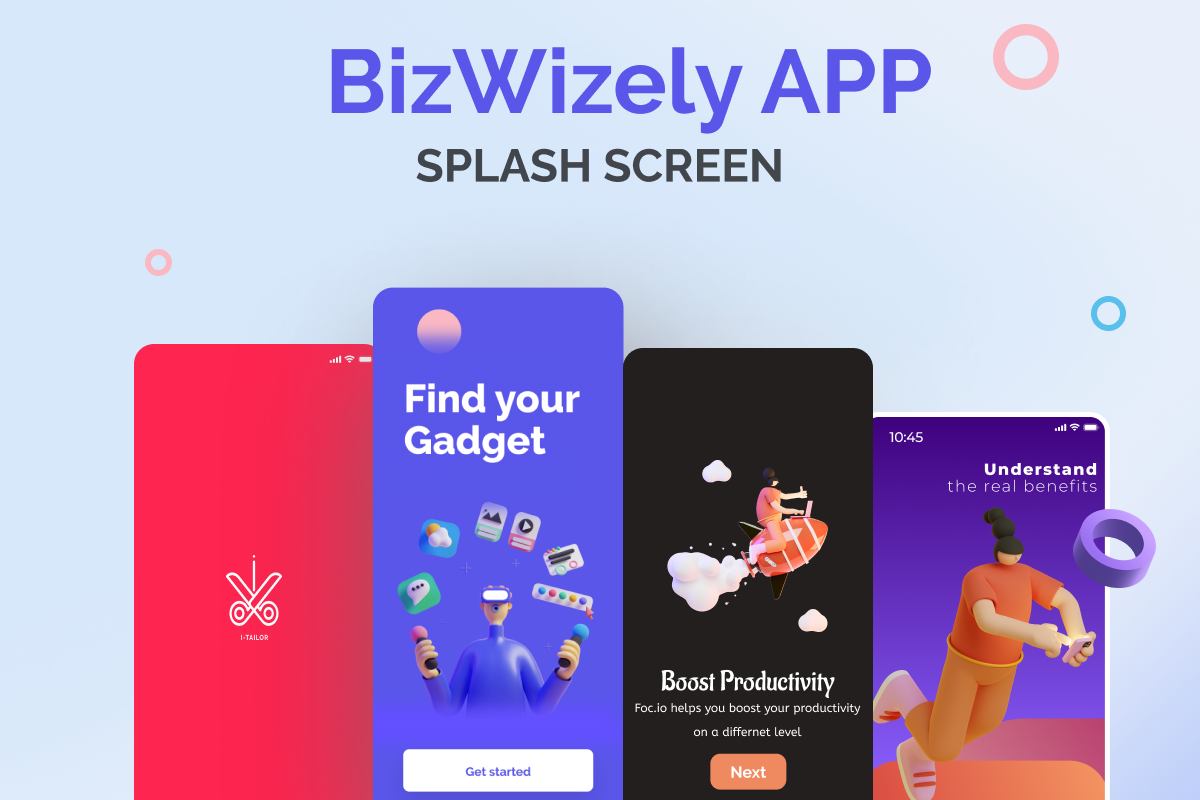 BizWizely APP
SPLASH SCREEN
I-TAILOR
Find your
Gadget
Get started
Boost Productivity
Foc.io helps you boost your productivity
on a differnet level
Next
10:45
Understand
the real benefits